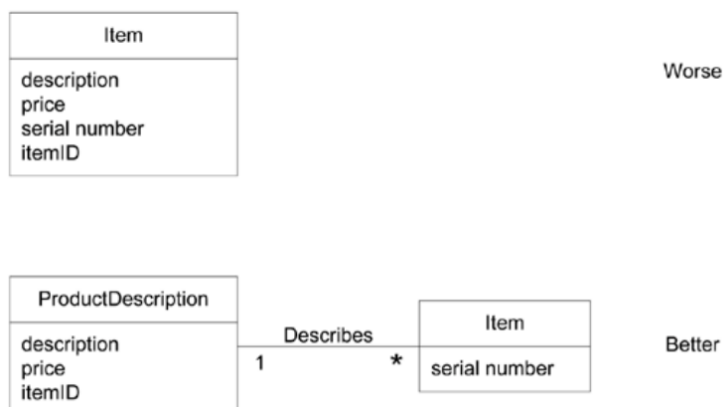 Item
Worse
description
price
serial number
itemID
ProductDescription
Describes
Item
description
1
*
serial number
Better
price
itemID